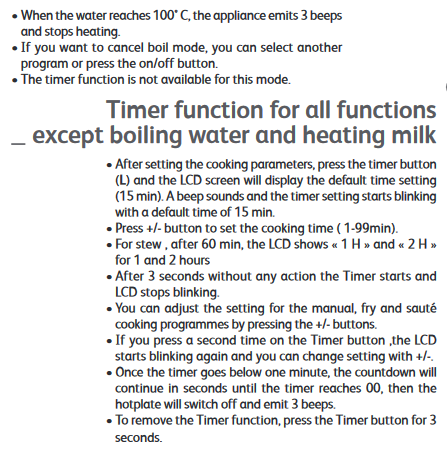 • When the water reaches 100° C, the appliance emits 3 beeps
and stops heating.
• If you want to cancel boil mode, you can select another
program or press the on/off button.
• The timer function is not available for this mode.
Timer function for all functions
_ except boiling water and heating milk
• After setting the cooking parameters, press the timer button
(L) and the LCD screen will display the default time setting
(15 min). A beep sounds and the timer setting starts blinking
with a default time of 15 min.
• Press +/- button to set the cooking time ( 1-99min).
• For stew , after 60 min, the LCD shows « 1 H » and « 2 H »
for 1 and 2 hours
• After 3 seconds without any action the Timer starts and
LCD stops blinking.
• You can adjust the setting for the manual, fry and sauté
cooking programmes by pressing the +/- buttons.
• If you press a second time on the Timer button ,the LCD
starts blinking again and you can change setting with +/-.
• Once the timer goes below one minute, the countdown will
continue in seconds until the timer reaches 00, then the
hotplate will switch off and emit 3 beeps.
• To remove the Timer function, press the Timer button for 3
seconds.